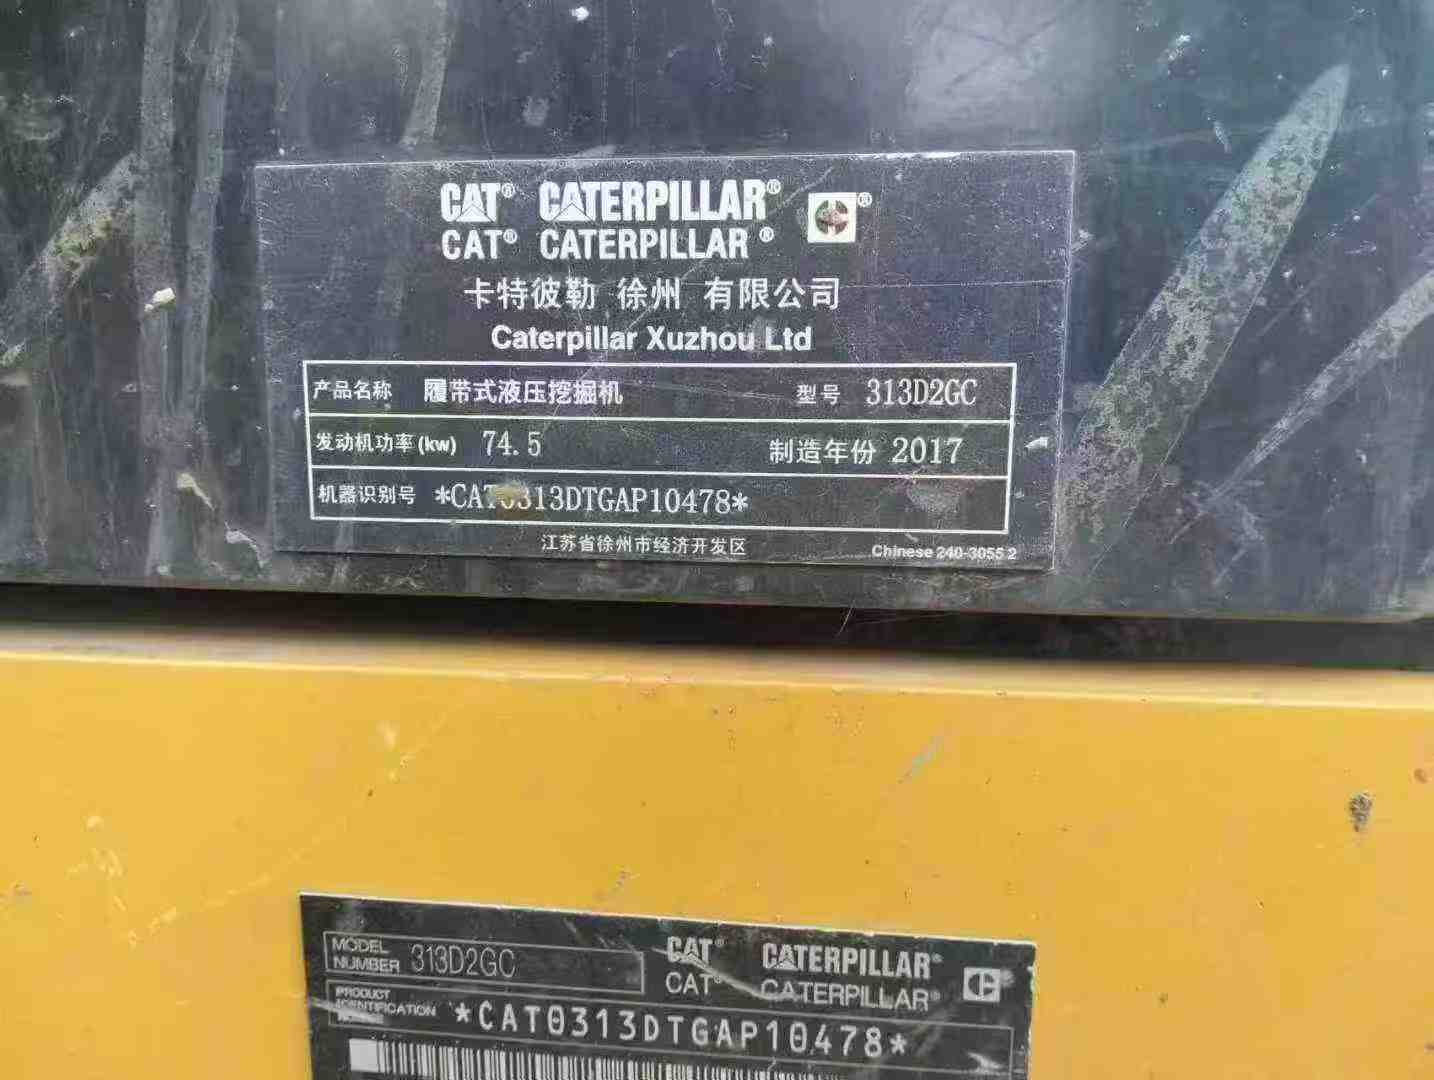 CAT® CATERPILLAR® ®
CAT® CATERPILLAR®
卡特彼勒 徐州 有限公司
Caterpillar Xuzhou Ltd
产品名称 履带式液压挖掘机 型号 313D2GC
发动机功率(kw) 74.5 制造年份 2017
机器识别号 *CAT0313DTGAP10478*
江苏省徐州市经济开发区 Chinese 240-3055 2
MODEL NUMBER 313D2GC CAT® CATERPILLAR®
CAT® CATERPILLAR®
PRODUCT IDENTIFICATION *CAT0313DTGAP10478*